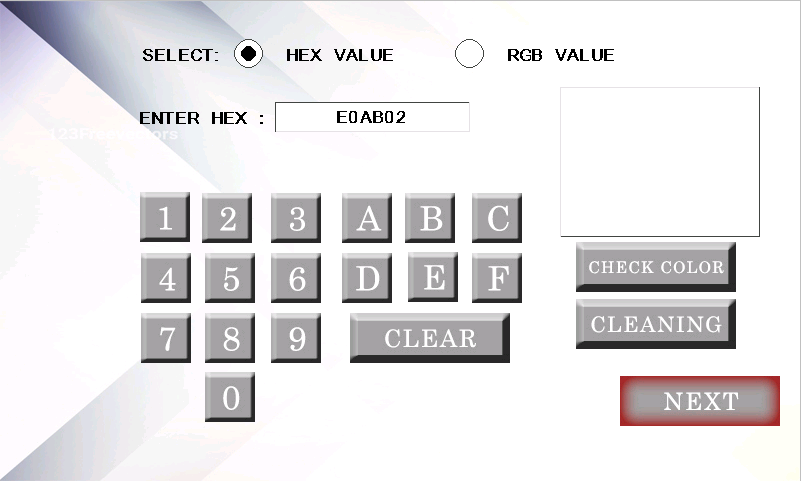 SELECT: HEX VALUE RGB VALUE
ENTER HEX : E0AB02
1 2 3 A B C
4 5 6 D E F
CHECK COLOR
7 8 9 CLEAR
CLEANING
0
NEXT